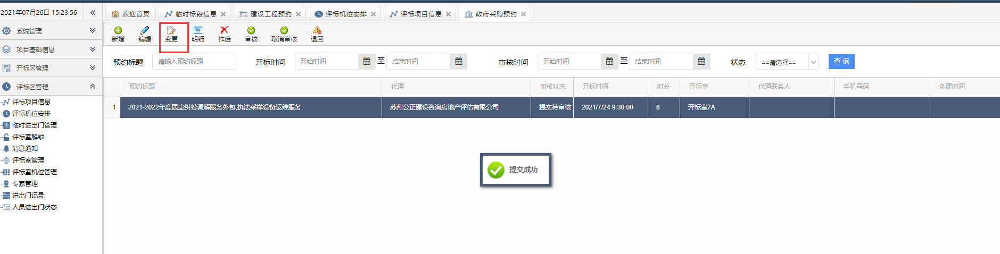 2021年07月26日 15:23:56
欢迎首页 临时标段信息 建设工程预约 评标机位安排 评标项目信息 政府采购预约
系统管理
项目基础信息
开标区管理
评标区管理
评标项目信息
评标机位安排
临时进出门管理
评标室解锁
消息通知
评标室管理
评标室机位管理
专家管理
进出门记录
人员进出门状态
新增 编辑 变更 明细 作废 审核 取消审核 退回
预约标题 请输入预约标题 开标时间 开始时间 至 结束时间 审核时间 开始时间 至 结束时间 状态 ==请选择== 查 询
预约标题 代理 审核状态 开标时间 时长 开标室 代理联系人 手机号码 创建时间
1 2021-2022年度医患纠纷调解服务外包,执法采样设备运维服务 苏州公正建设咨询房地产评估有限公司 提交待审核 2021/7/24 9:30:00 8 开标室7A
提交成功